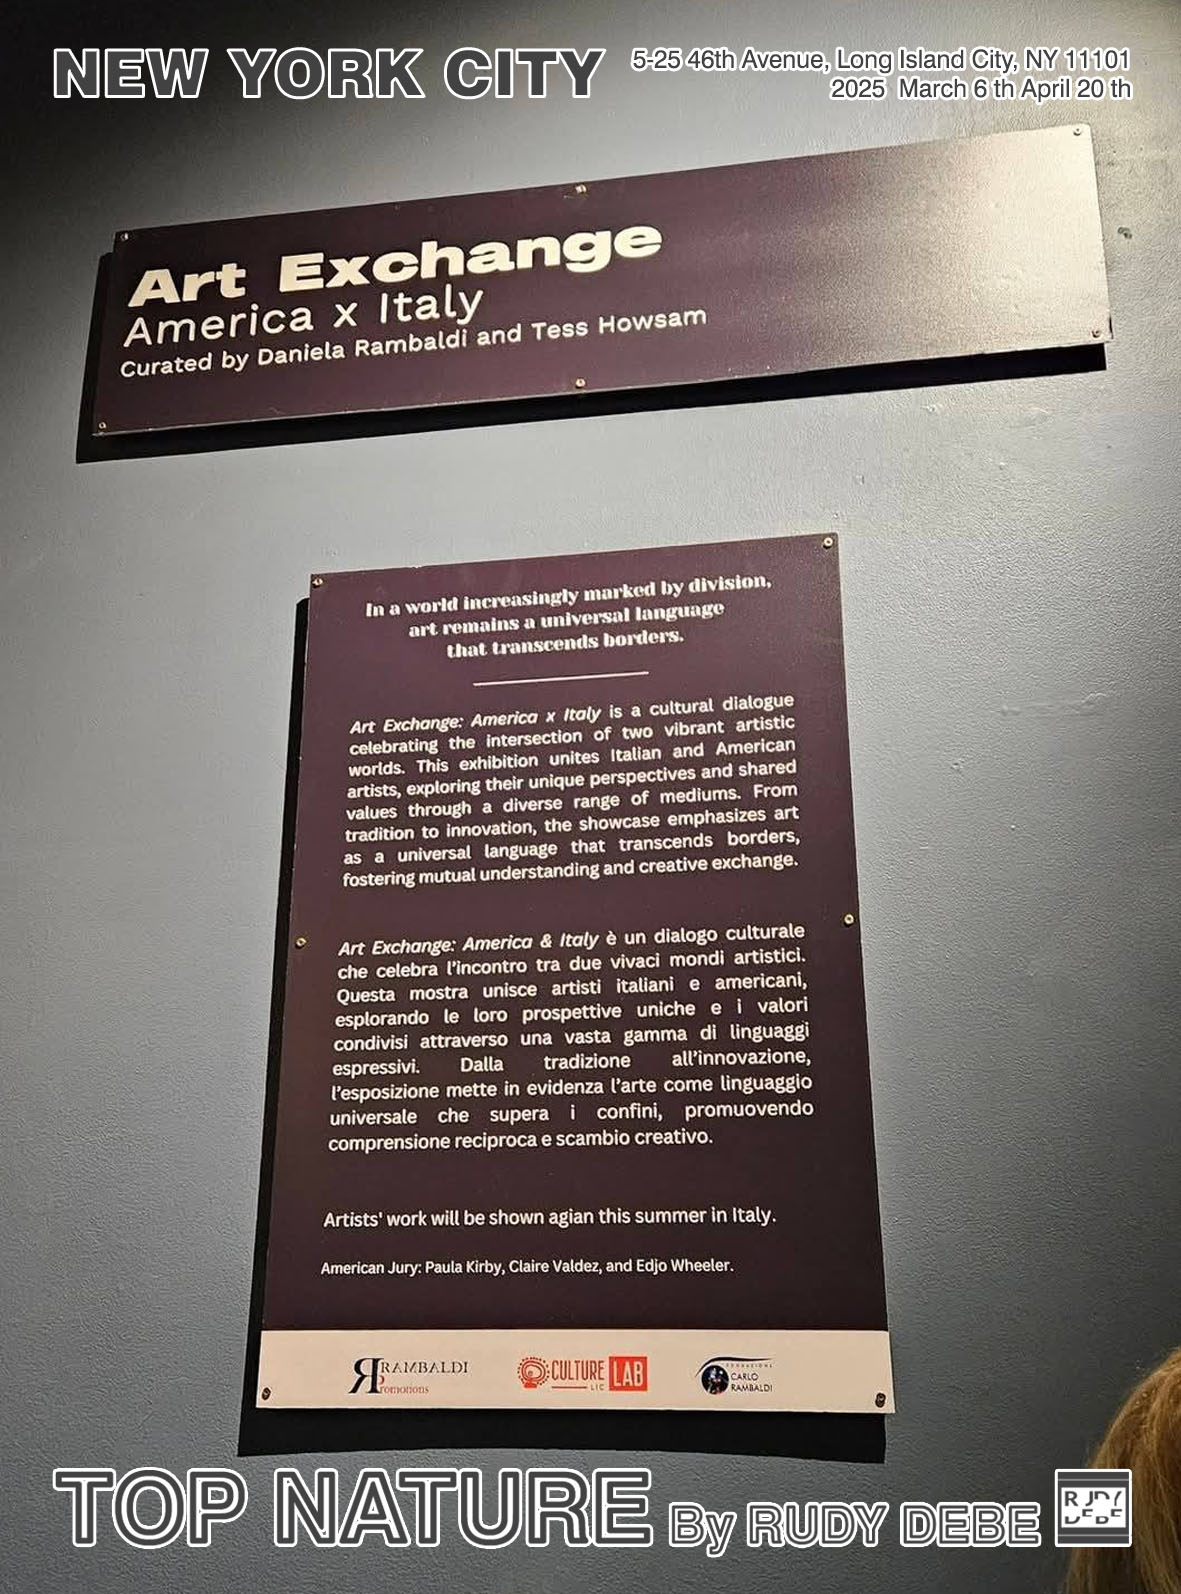 NEW YORK CITY
5-25 46th Avenue, Long Island City, NY 11101
2025 March 6 th April 20 th
Art Exchange
America x Italy
Curated by Daniela Rambaldi and Tess Howsam
In a world increasingly marked by division,
art remains a universal language
that transcends borders.
Art Exchange: America x Italy is a cultural dialogue
celebrating the intersection of two vibrant artistic
worlds. This exhibition unites Italian and American
artists, exploring their unique perspectives and shared
values through a diverse range of mediums. From
tradition to innovation, the showcase emphasizes art
as a universal language that transcends borders,
fostering mutual understanding and creative exchange.
Art Exchange: America & Italy è un dialogo culturale
che celebra l'incontro tra due vivaci mondi artistici.
Questa mostra unisce artisti italiani e americani,
esplorando le loro prospettive uniche e i valori
condivisi attraverso una vasta gamma di linguaggi
espressivi. Dalla tradizione all'innovazione,
l'esposizione mette in evidenza l'arte come linguaggio
universale che supera i confini, promuovendo
comprensione reciproca e scambio creativo.
Artists' work will be shown agian this summer in Italy.
American Jury: Paula Kirby, Claire Valdez, and Edjo Wheeler.
RAMBALDI
Promotions
CULTURE LAB
LIC
FONDAZIONE
CARLO
RAMBALDI
TOP NATURE By RUDY DEBE
RUDY
DEBE